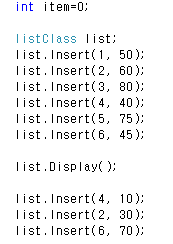 int item=0;
listClass list;
list.Insert(1, 50);
list.Insert(2, 60);
list.Insert(3, 80);
list.Insert(4, 40);
list.Insert(5, 75);
list.Insert(6, 45);
list.Display();
list.Insert(4, 10);
list.Insert(2, 30);
list.Insert(6, 70);